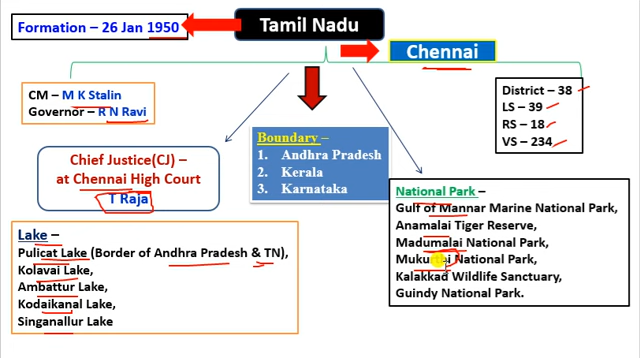 Formation - 26 Jan 1950
Tamil Nadu
Chennai
CM – M K Stalin
Governor – R N Ravi
District – 38
LS – 39
RS – 18
VS – 234
Boundary –
1. Andhra Pradesh
2. Kerala
3. Karnataka
Chief Justice(CJ) –
at Chennai High Court
T Raja
National Park –
Gulf of Mannar Marine National Park,
Anamalai Tiger Reserve,
Madumalai National Park,
National Park,
Kalakkad Wildlife Sanctuary,
Guindy National Park.
Lake –
Pulicat Lake (Border of Andhra Pradesh & TN),
Kolavai Lake,
Ambattur Lake,
Kodaikanal Lake,
Singanallur Lake